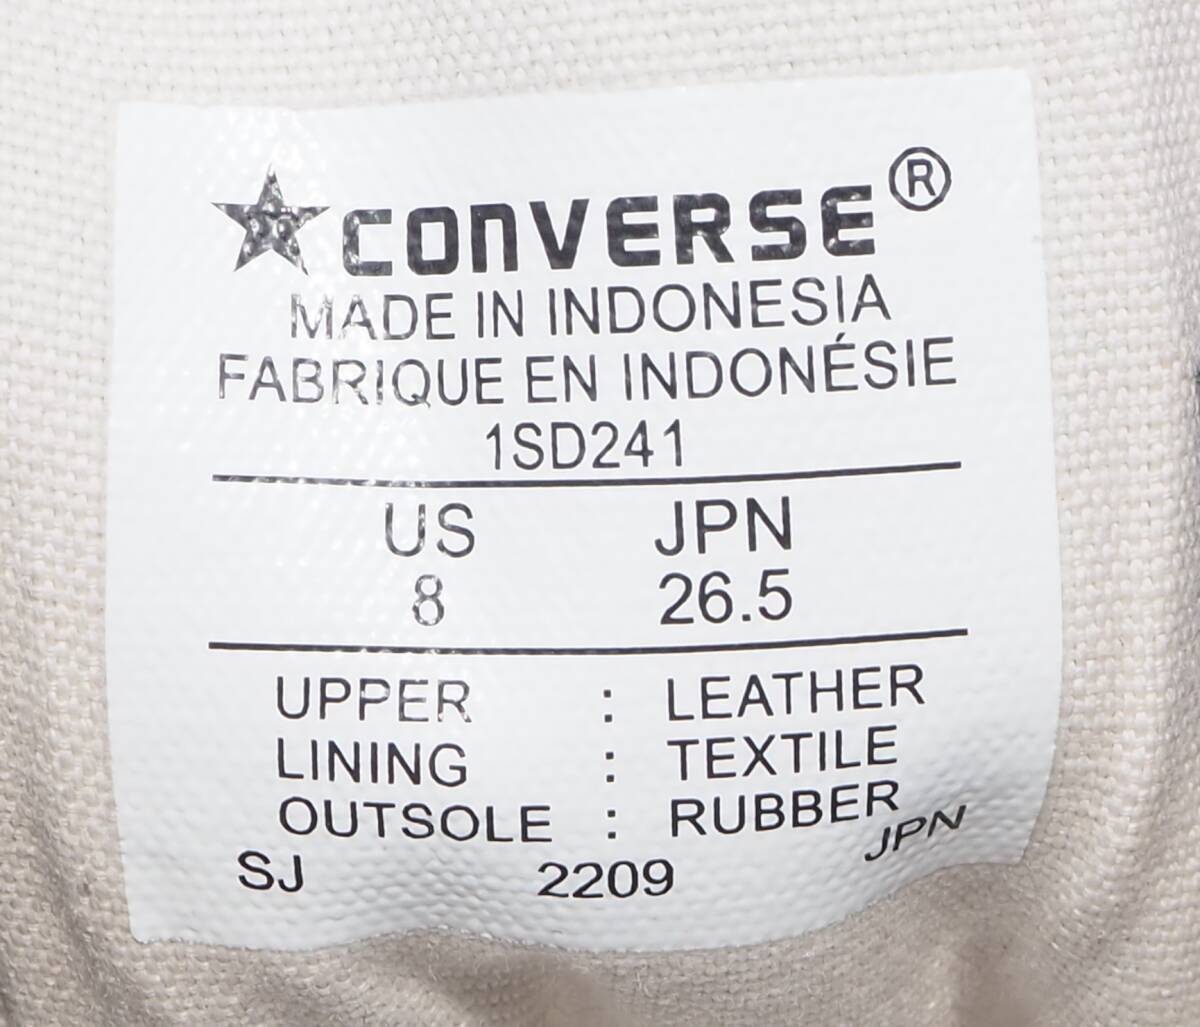 CONVERSE®
MADE IN INDONESIA
FABRIQUE EN INDONÉSIE
1SD241
US JPN
8 26.5
UPPER : LEATHER
LINING : TEXTILE
OUTSOLE : RUBBER
SJ 2209 JPN